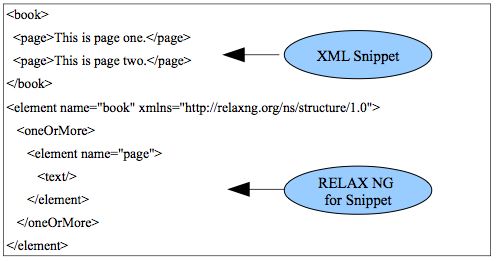 <book>
<page>This is page one.</page>
<page>This is page two.</page>
</book>
XML Snippet
<element name="book" xmlns="http://relaxng.org/ns/structure/1.0">
<oneOrMore>
<element name="page">
<text/>
</element>
</oneOrMore>
</element>
RELAX NG
for Snippet